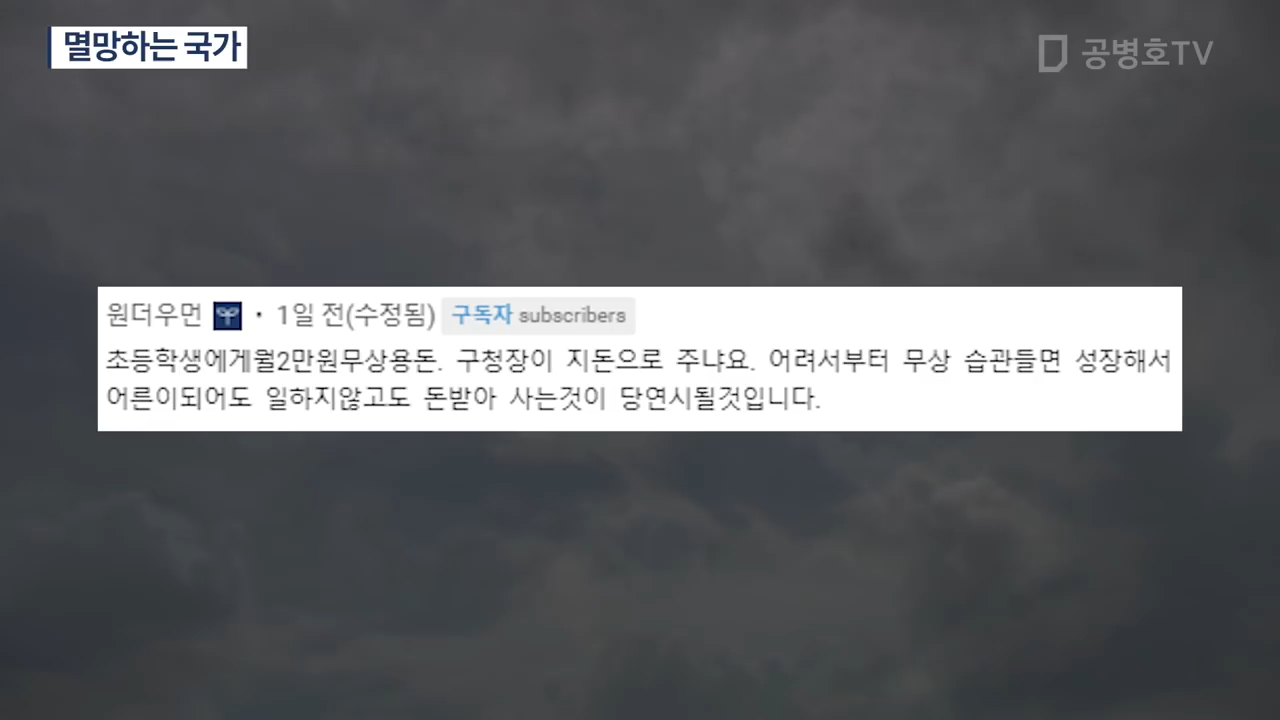 멸망하는 국가
공병호TV
원더우먼 · 1일 전(수정됨) 구독자 subscribers
초등학생에게월2만원무상용돈. 구청장이 지돈으로 주냐요. 어려서부터 무상 습관들면 성장해서
어른이되어도 일하지않고도 돈받아 사는것이 당연시될것입니다.